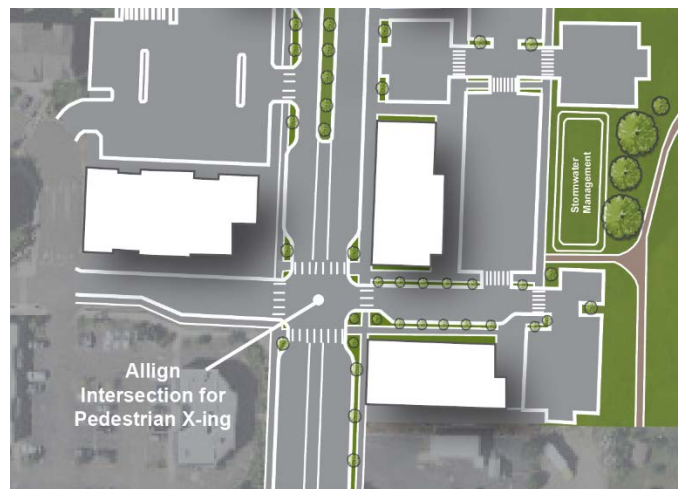 Stormwater
Management
Allign
Intersection for
Pedestrian X-ing